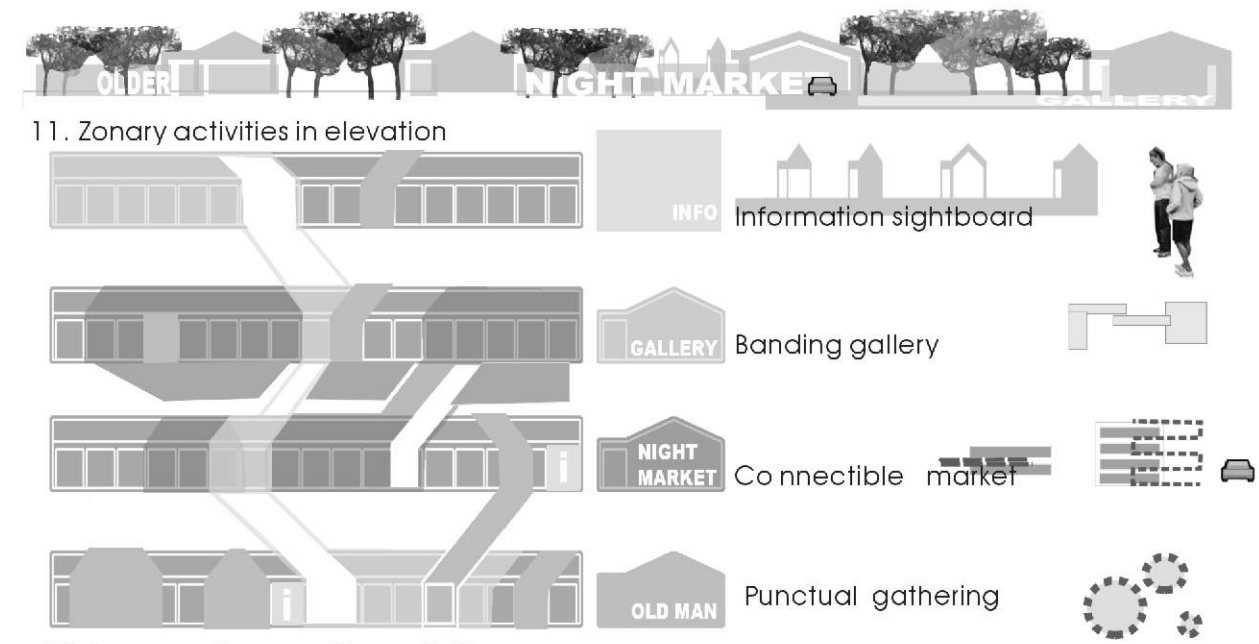 OLDER
NIGHT MARKET
GALLERY
11. Zonary activities in elevation
INFO
Information sightboard
GALLERY
Banding gallery
i
NIGHT
MARKET
Co nnectible market
i
OLD MAN
Punctual gathering